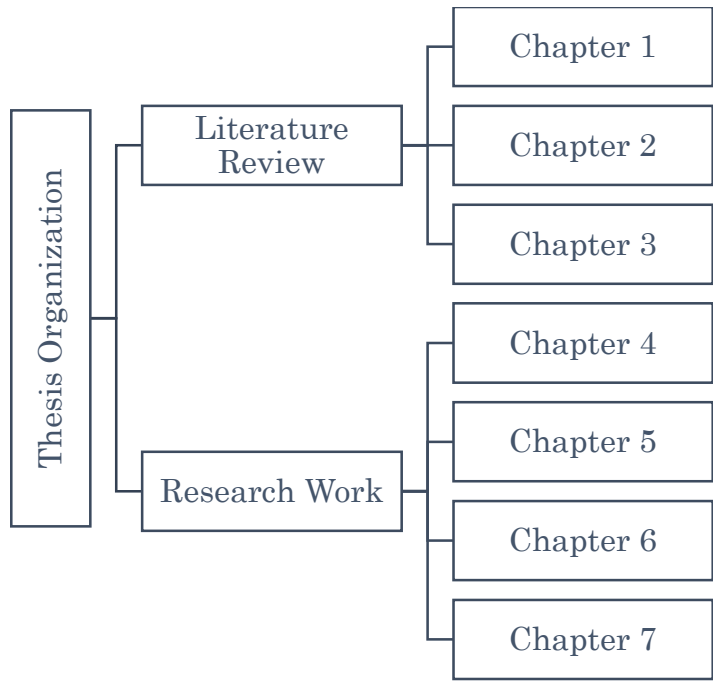 Thesis Organization
Literature
Review
Research Work
Chapter 1
Chapter 2
Chapter 3
Chapter 4
Chapter 5
Chapter 6
Chapter 7